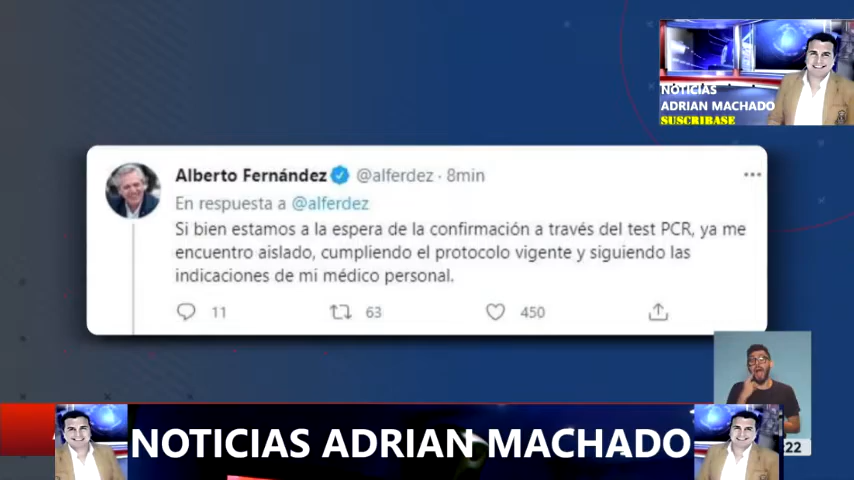 NOTICIAS
ADRIAN MACHADO
SUSCRIBASE
Alberto Fernández @alferdez · 8min
En respuesta a @alferdez
Si bien estamos a la espera de la confirmación a través del test PCR, ya me
encuentro aislado, cumpliendo el protocolo vigente y siguiendo las
indicaciones de mi médico personal.
11 63 450
NOTICIAS ADRIAN MACHADO
22